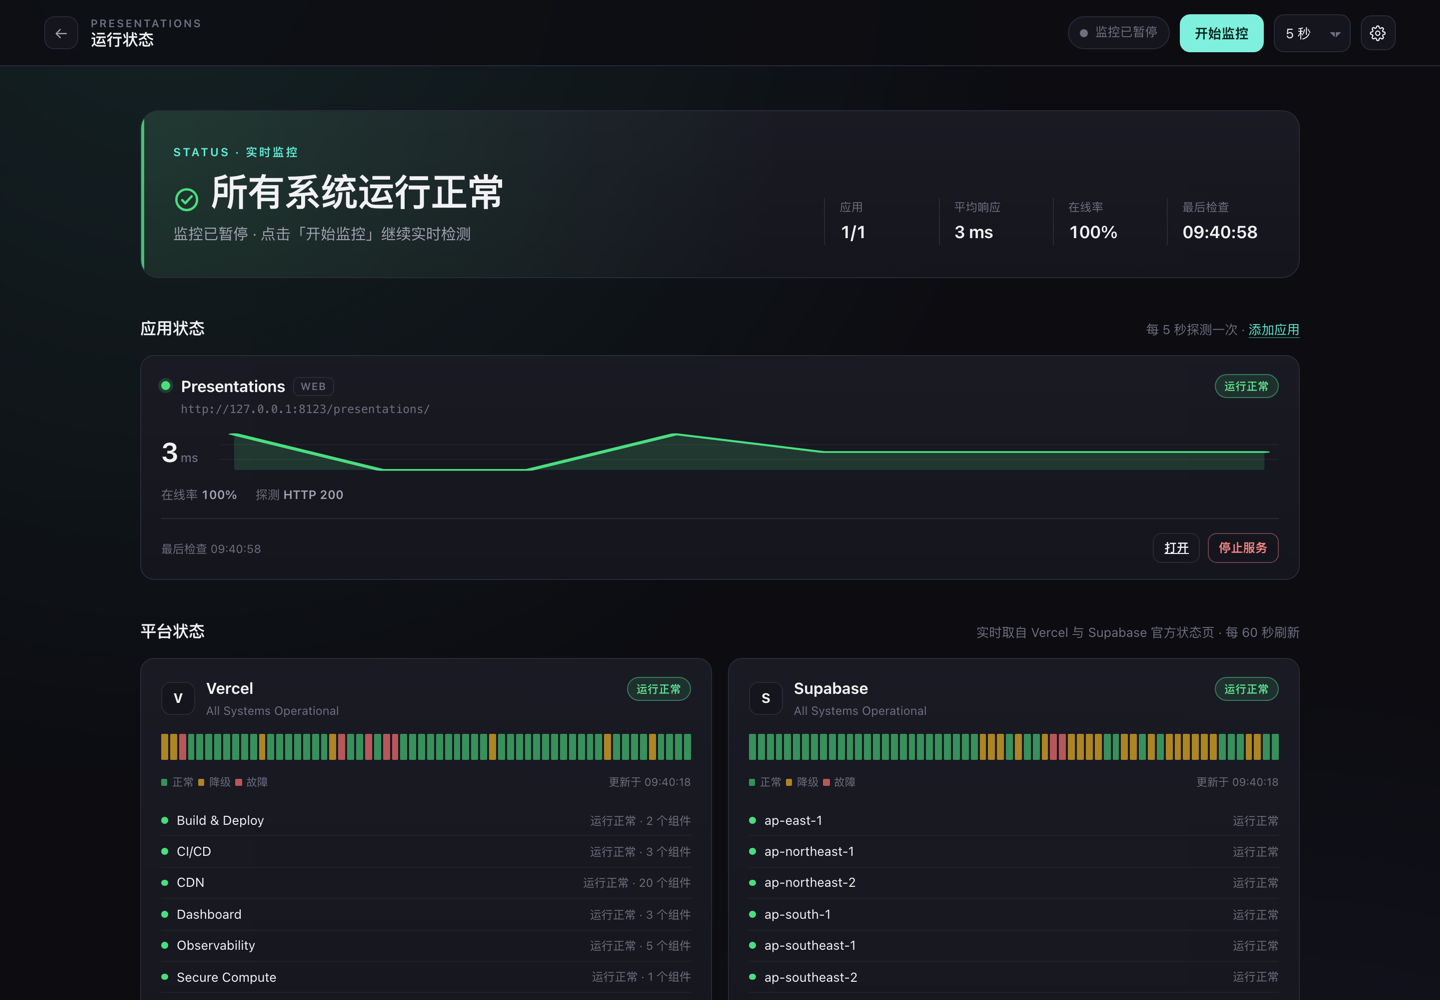 PRESENTATIONS
运行状态
监控已暂停
开始监控
5 秒
STATUS · 实时监控
所有系统运行正常
监控已暂停 · 点击「开始监控」继续实时检测
应用
1/1
平均响应
3 ms
在线率
100%
最后检查
09:40:58
应用状态
每 5 秒探测一次 · 添加应用
Presentations WEB
运行正常
http://127.0.0.1:8123/presentations/
3 ms
在线率 100% 探测 HTTP 200
最后检查 09:40:58
打开
停止服务
平台状态
实时取自 Vercel 与 Supabase 官方状态页 · 每 60 秒刷新
V
Vercel
All Systems Operational
运行正常
正常 降级 故障
更新于 09:40:18
Build & Deploy 运行正常 · 2 个组件
CI/CD 运行正常 · 3 个组件
CDN 运行正常 · 20 个组件
Dashboard 运行正常 · 3 个组件
Observability 运行正常 · 5 个组件
Secure Compute 运行正常 · 1 个组件
S
Supabase
All Systems Operational
运行正常
正常 降级 故障
更新于 09:40:18
ap-east-1 运行正常
ap-northeast-1 运行正常
ap-northeast-2 运行正常
ap-south-1 运行正常
ap-southeast-1 运行正常
ap-southeast-2 运行正常